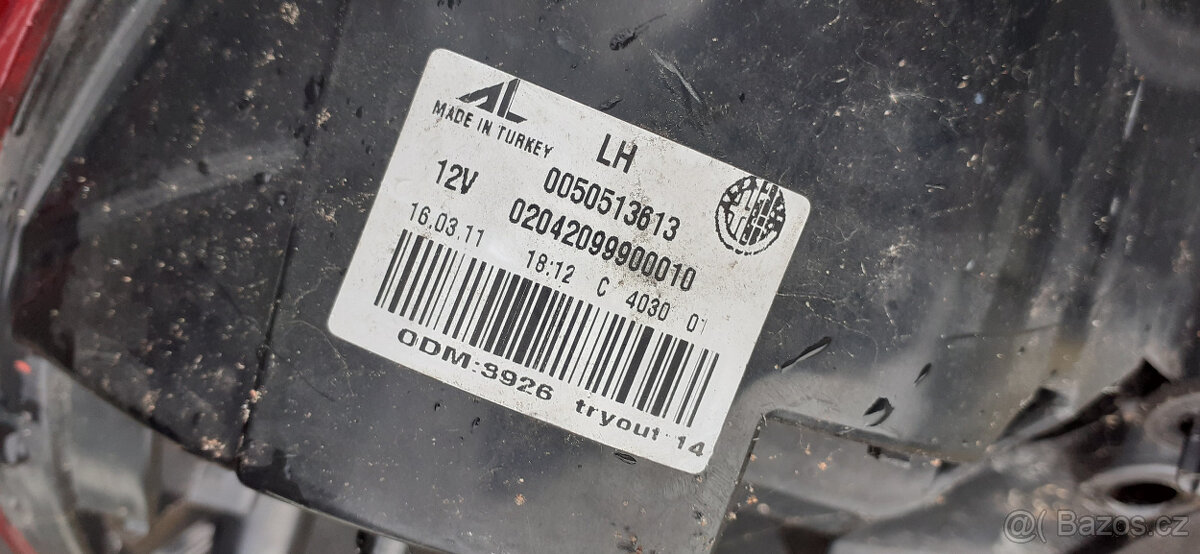 AL
MADE IN TURKEY
LH
12V 0050513613
02042099900010
16.03.11 18:12 C 4030 01
ODM:3926 tryout 14
@( Bazos.cz